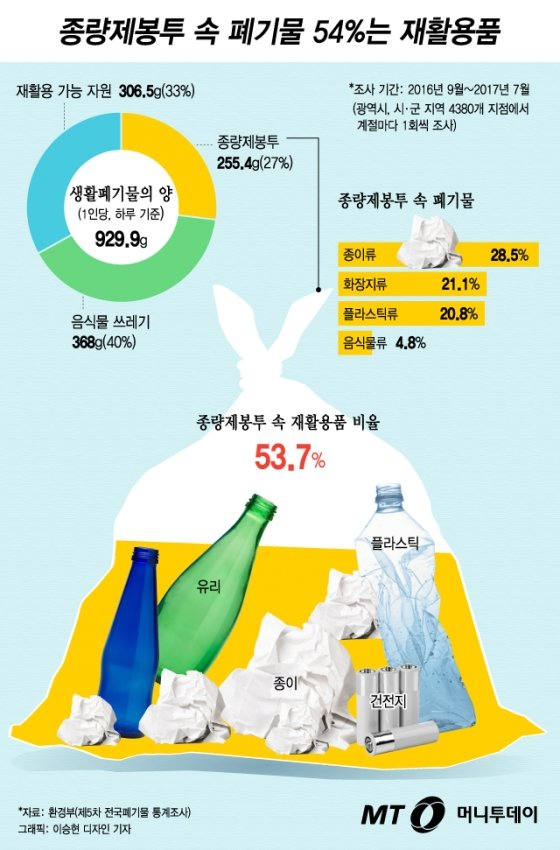 종량제봉투 속 폐기물 54%는 재활용품
재활용 가능 자원 306.5g(33%)
*조사 기간: 2016년 9월~2017년 7월
(광역시, 시·군 지역 4380개 지점에서
계절마다 1회씩 조사)
종량제봉투
255.4g(27%)
생활폐기물의 양
(1인당, 하루 기준)
929.9g
음식물 쓰레기
368g(40%)
종량제봉투 속 폐기물
종이류 28.5%
화장지류 21.1%
플라스틱류 20.8%
음식물류 4.8%
종량제봉투 속 재활용품 비율
53.7%
플라스틱
유리
종이
건전지
*자료: 환경부(제5차 전국폐기물 통계조사)
그래픽: 이승현 디자인 기자
MT 머니투데이